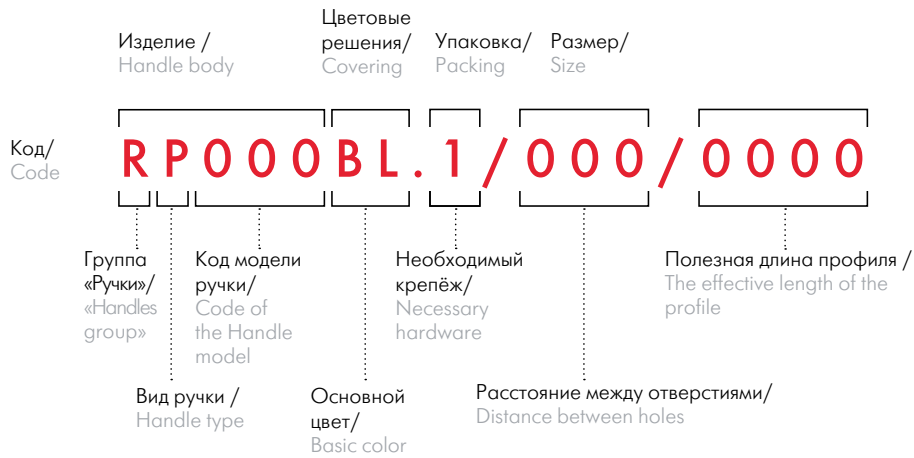 Изделие /
Handle body
Цветовые
решения/
Covering
Упаковка/
Packing
Размер/
Size
Код/
Code
RP000BL.1/000/0000
Группа
«Ручки»/
«Handles
group»
Код модели
ручки/
Code of
the Handle
model
Необходимый
крепёж/
Necessary
hardware
Полезная длина профиля /
The effective length of the
profile
Вид ручки /
Handle type
Основной
цвет/
Basic color
Расстояние между отверстиями/
Distance between holes